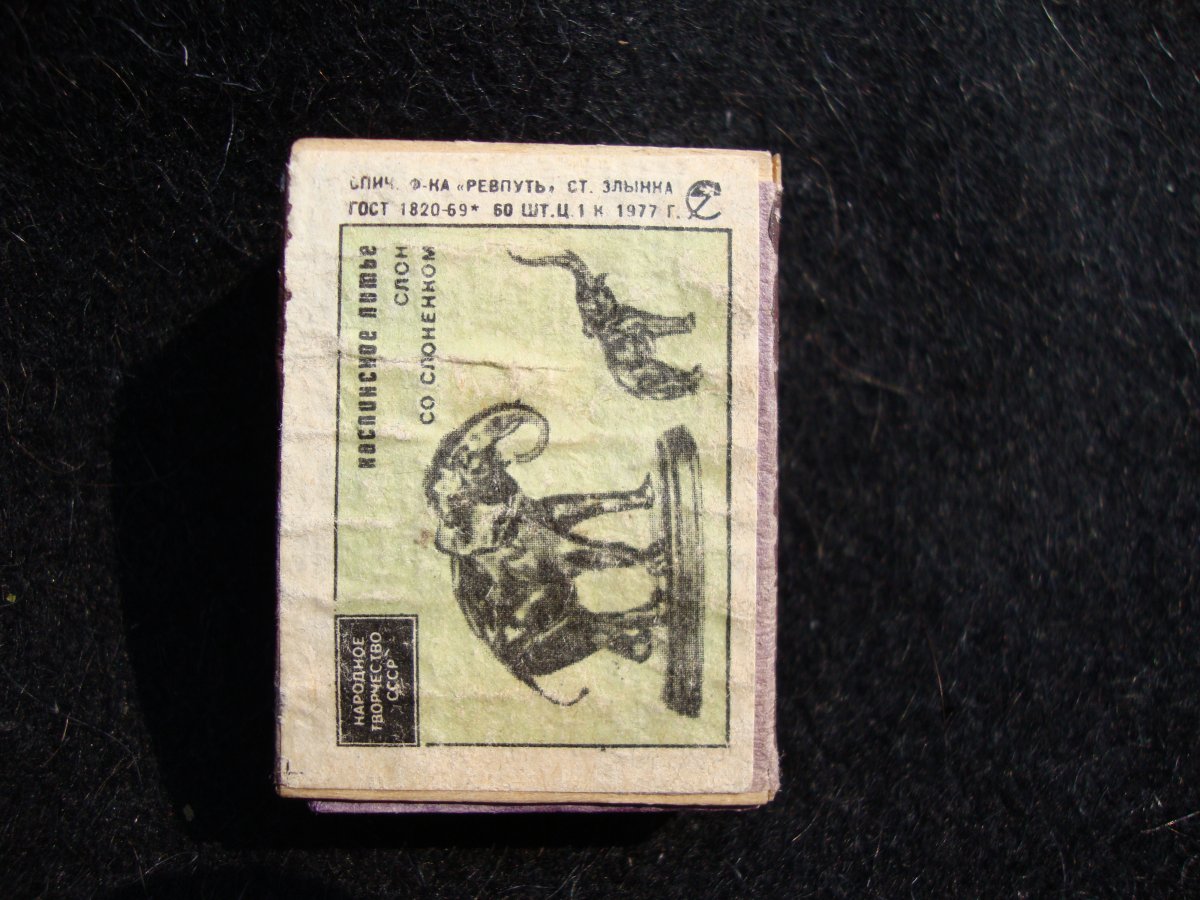 СПИЧ. Ф-КА «РЕВПУТЬ» СТ. ЗЛЫНКА
ГОСТ 1820-69* 60 ШТ.Ц.1 К 1977 Г.
НАРОДНОЕ
ТВОРЧЕСТВО
СССР
каслинское литье
СЛОН
СО СЛОНЕНКОМ